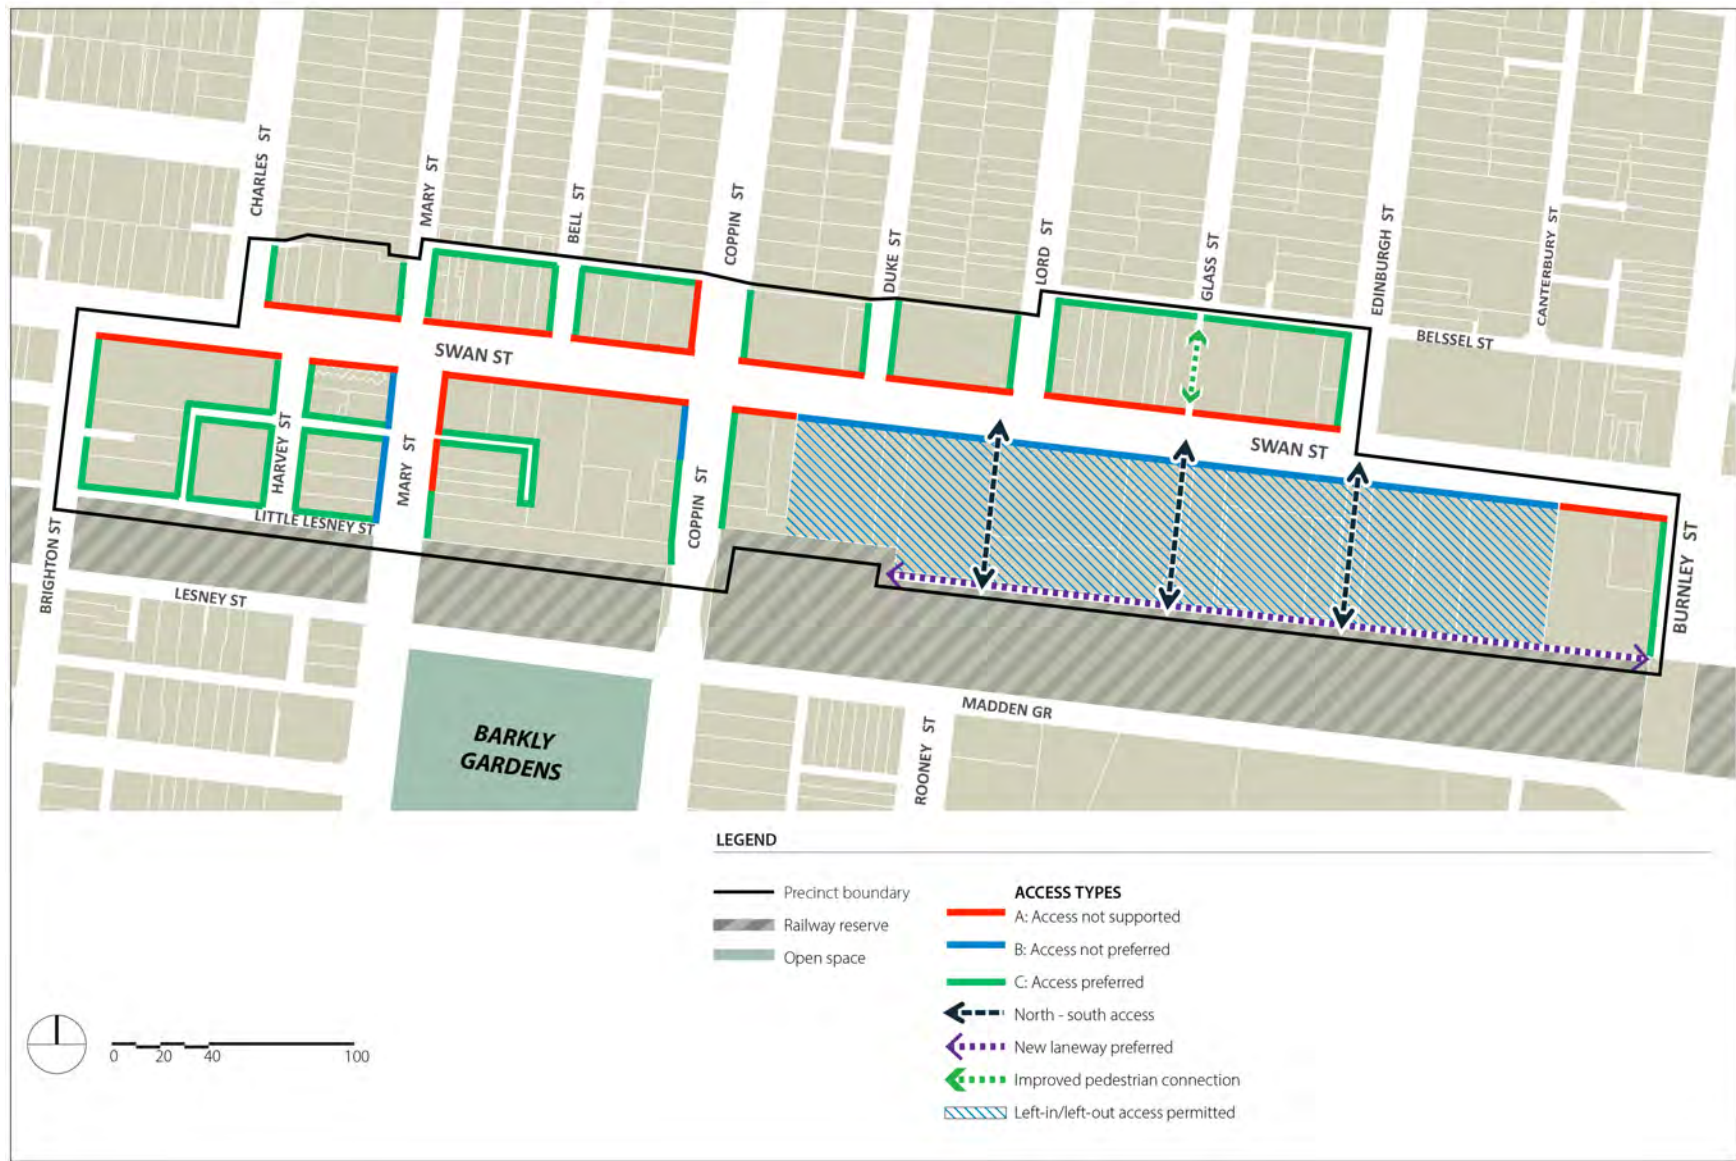 CHARLES ST
MARY ST
BELL ST
COPPIN ST
DUKE ST
LORD ST
GLASS ST
EDINBURGH ST
CANTERBURY ST
BELSSEL ST
SWAN ST
SWAN ST
HARVEY ST
MARY ST
COPPIN ST
BURNLEY ST
LITTLE LESNEY ST
BRIGHTON ST
LESNEY ST
MADDEN GR
ROONEY ST
BARKLY
GARDENS
LEGEND
Precinct boundary
Railway reserve
Open space
ACCESS TYPES
A: Access not supported
B: Access not preferred
C: Access preferred
North - south access
New laneway preferred
Improved pedestrian connection
Left-in/left-out access permitted
0 20 40 100